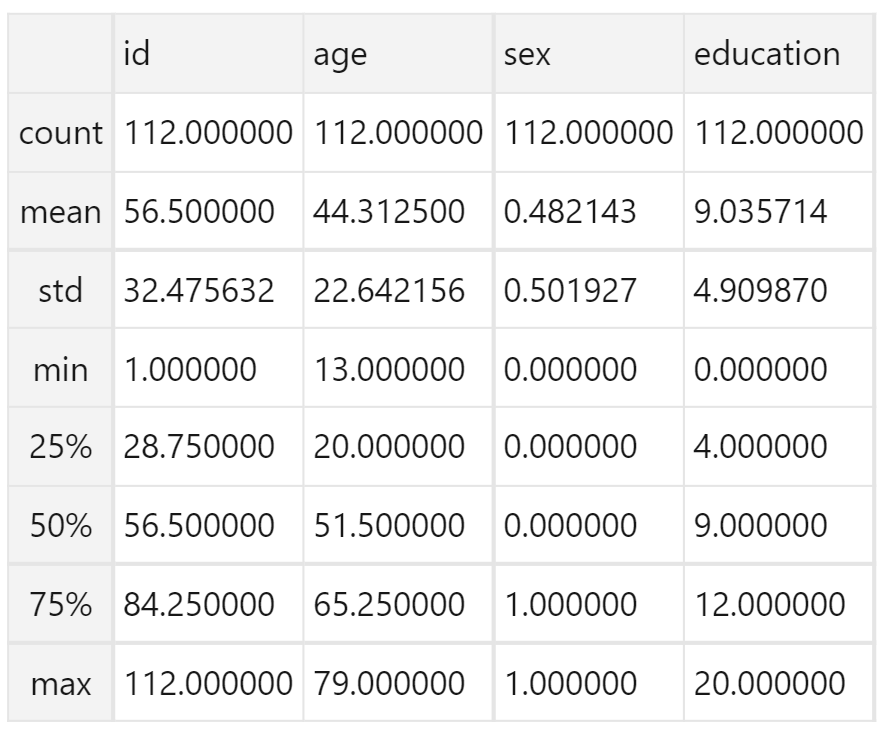 id age sex education
count 112.000000 112.000000 112.000000 112.000000
mean 56.500000 44.312500 0.482143 9.035714
std 32.475632 22.642156 0.501927 4.909870
min 1.000000 13.000000 0.000000 0.000000
25% 28.750000 20.000000 0.000000 4.000000
50% 56.500000 51.500000 0.000000 9.000000
75% 84.250000 65.250000 1.000000 12.000000
max 112.000000 79.000000 1.000000 20.000000